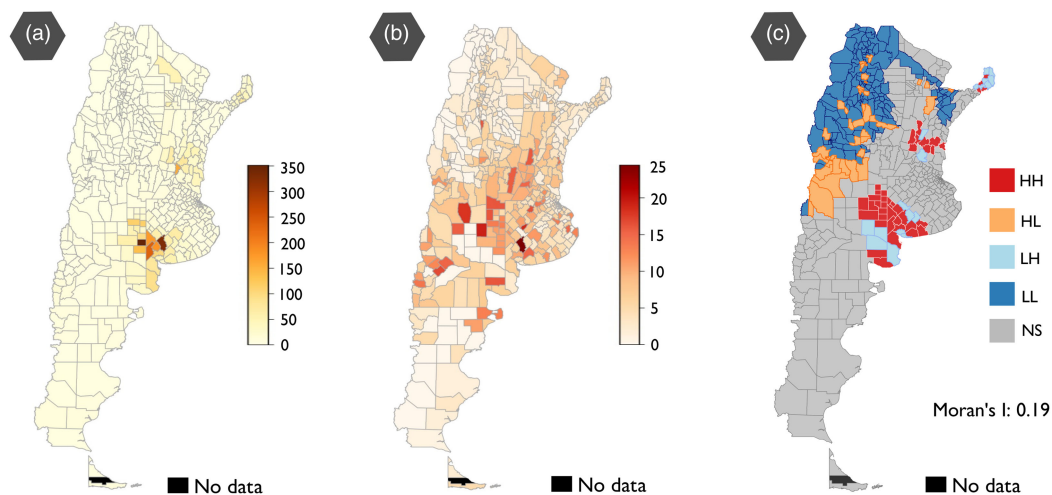 (a)
350
300
250
200
150
100
50
0
No data
(b)
25
20
15
10
5
0
No data
(c)
HH
HL
LH
LL
NS
Moran's I: 0.19
No data